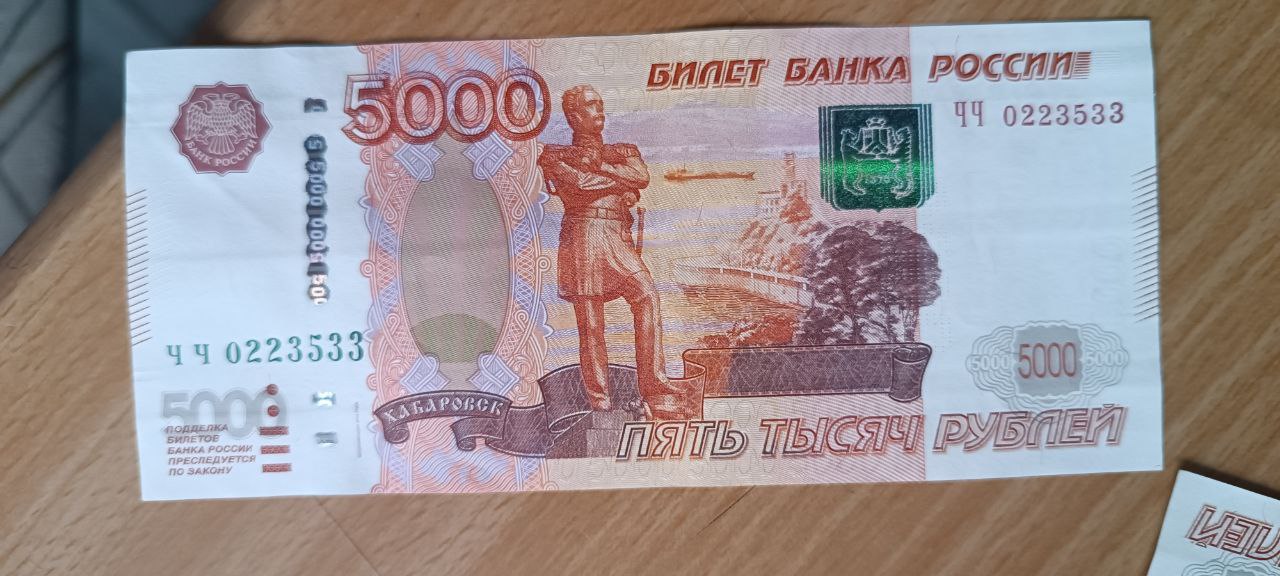 БИЛЕТ БАНКА РОССИИ
5000
ЧЧ 0223533
БАНК РОССИИ
ЧЧ 0223533
5000 5000 5000
5000
ХАБАРОВСК
ПОДДЕЛКА
БИЛЕТОВ
БАНКА РОССИИ
ПРЕСЛЕДУЕТСЯ
ПО ЗАКОНУ
ПЯТЬ ТЫСЯЧ РУБЛЕЙ